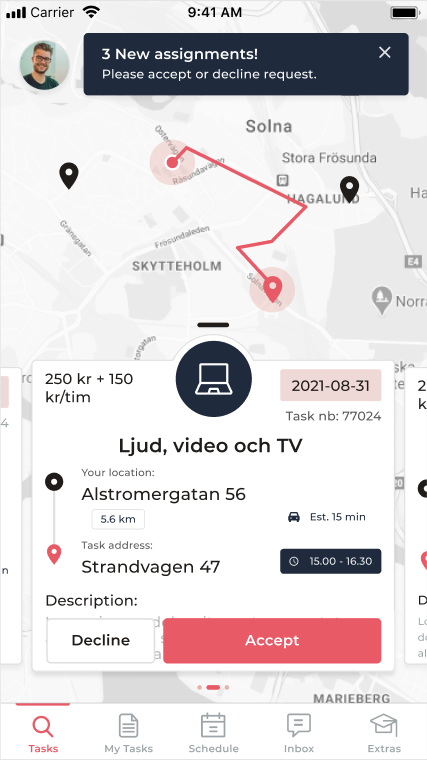 Carrier
9:41 AM
3 New assignments!
Please accept or decline request.
Solna
Östervägen
Råsundavägen
Stora Frösunda
HAGALUND
Ha
Gränsgatan
Frösundaleden
SKYTTEHOLM
E4
Norra
250 kr + 150
kr/tim
2021-08-31
Task nb: 77024
Ljud, video och TV
Your location:
Alstromergatan 56
5.6 km
Est. 15 min
Task address:
Strandvagen 47
15.00 - 16.30
Description:
Decline
Accept
MARIEBERG
Tasks
My Tasks
Schedule
Inbox
Extras